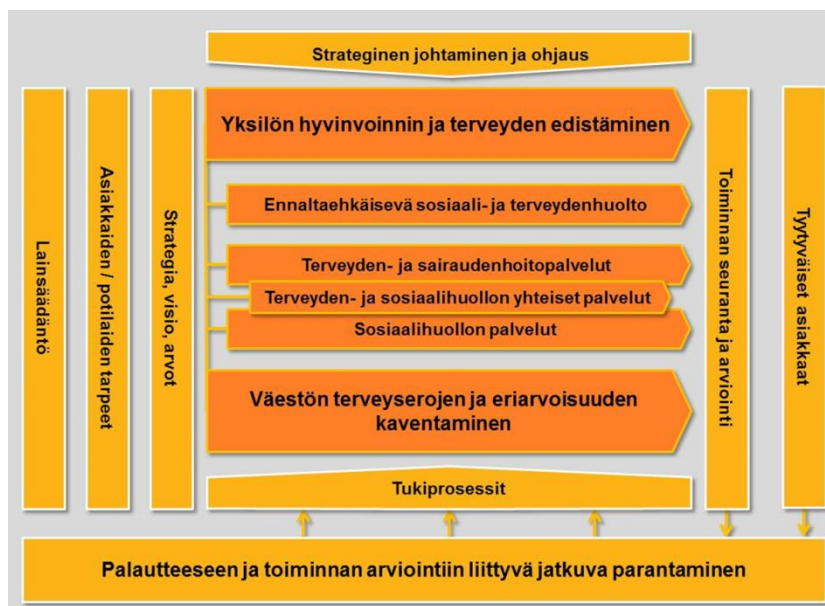 Strateginen johtaminen ja ohjaus
Lainsäädäntö
Asiakkaiden / potilaiden tarpeet
Strategia, visio, arvot
Yksilön hyvinvoinnin ja terveyden edistäminen
Ennaltaehkäisevä sosiaali- ja terveydenhuolto
Terveyden- ja sairaudenhoitopalvelut
Terveyden- ja sosiaalihuollon yhteiset palvelut
Sosiaalihuollon palvelut
Väestön terveyserojen ja eriarvoisuuden
kaventaminen
Toiminnan seuranta ja arviointi
Tyytyväiset asiakkaat
Tukiprosessit
Palautteeseen ja toiminnan arviointiin liittyvä jatkuva parantaminen